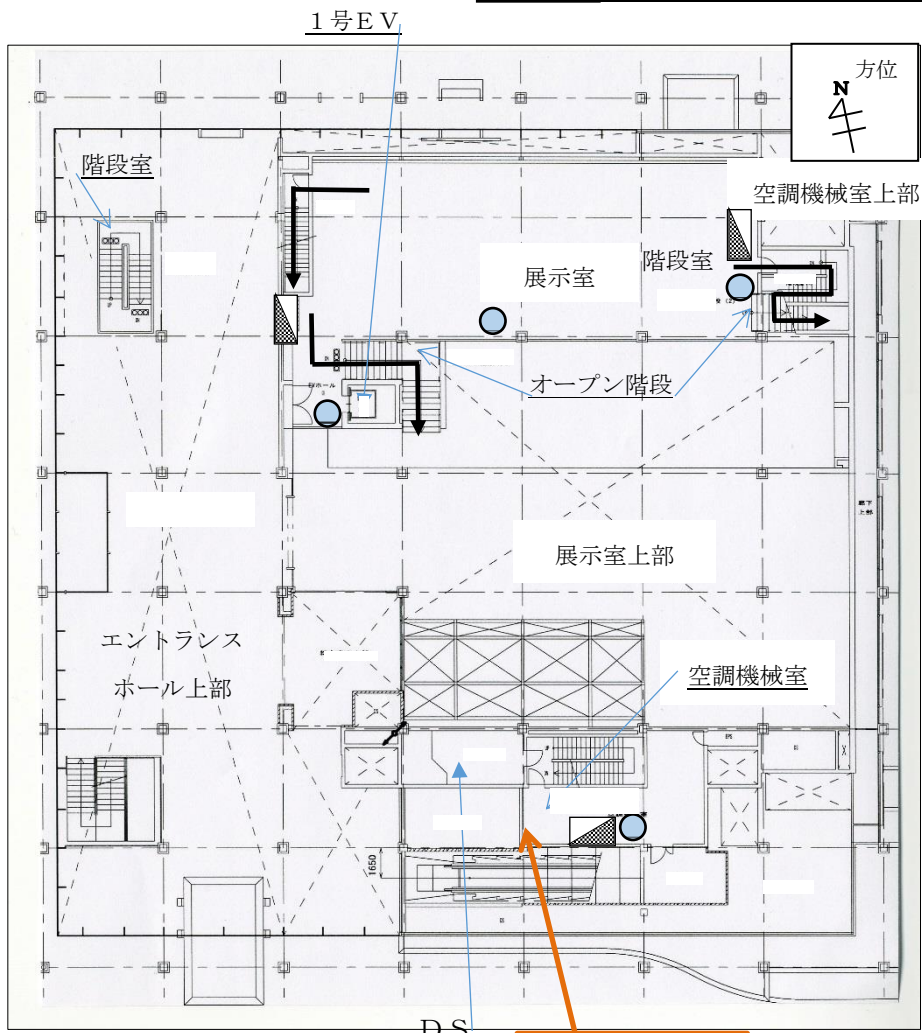 １号ＥＶ
方位
N
階段室
空調機械室上部
展示室
階段室
オープン階段
展示室上部
エントランス
ホール上部
空調機械室
1650
ＤＳ